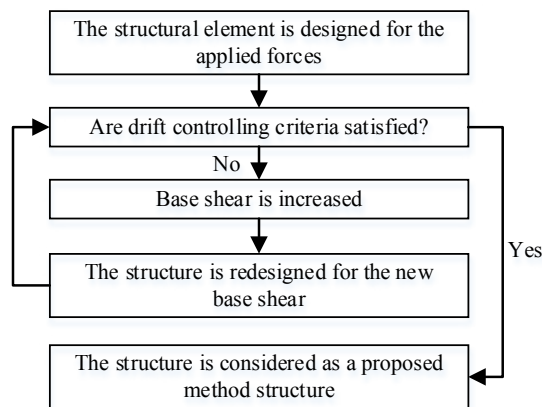 The structural element is designed for the
applied forces
Are drift controlling criteria satisfied?
No
Base shear is increased
Yes
The structure is redesigned for the new
base shear
The structure is considered as a proposed
method structure